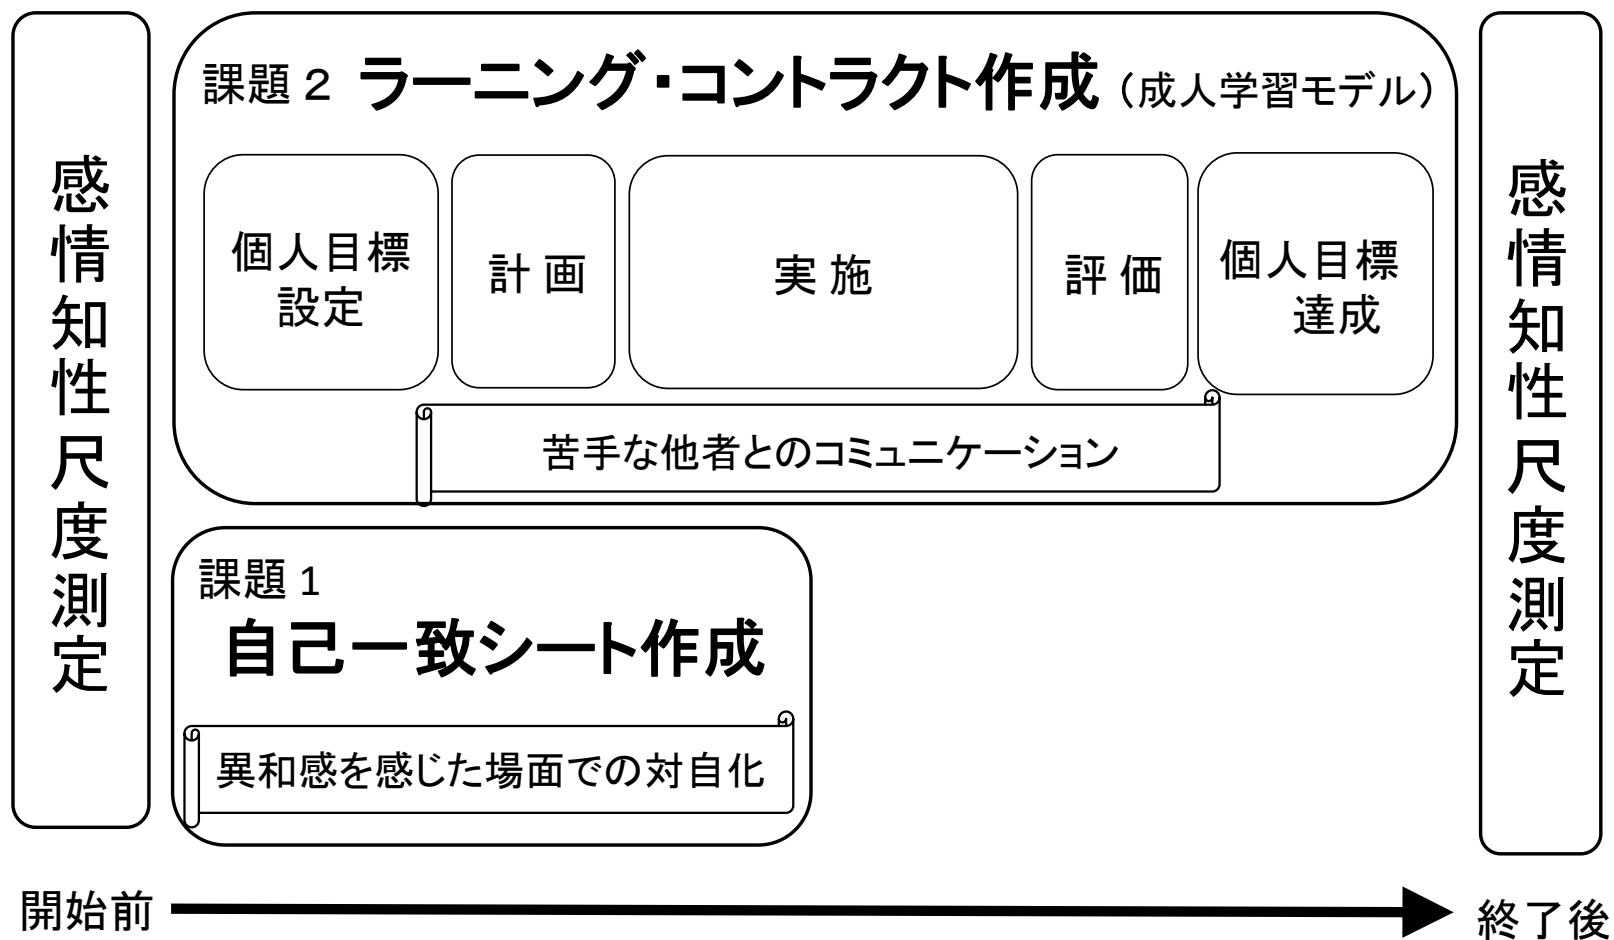 感情知性尺度測定
課題２ ラーニング・コントラクト作成（成人学習モデル）
個人目標
設定
計 画
実 施
評 価
個人目標
達成
苦手な他者とのコミュニケーション
課題 1
自己一致シート作成
異和感を感じた場面での対自化
感情知性尺度測定
開始前
終了後